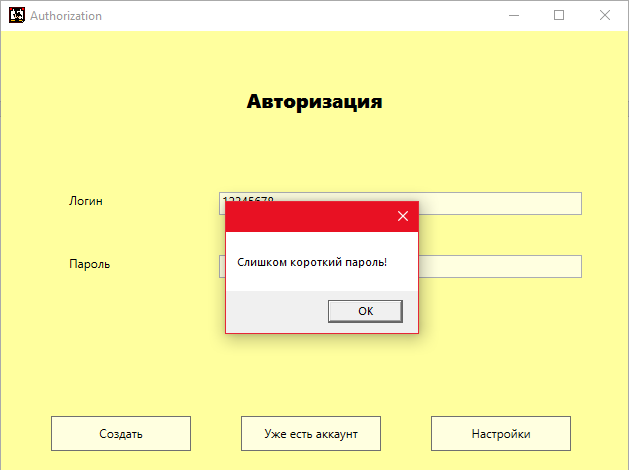 Authorization
Авторизация
Логин
12345678
Слишком короткий пароль!
Пароль
OK
Создать
Уже есть аккаунт
Настройки